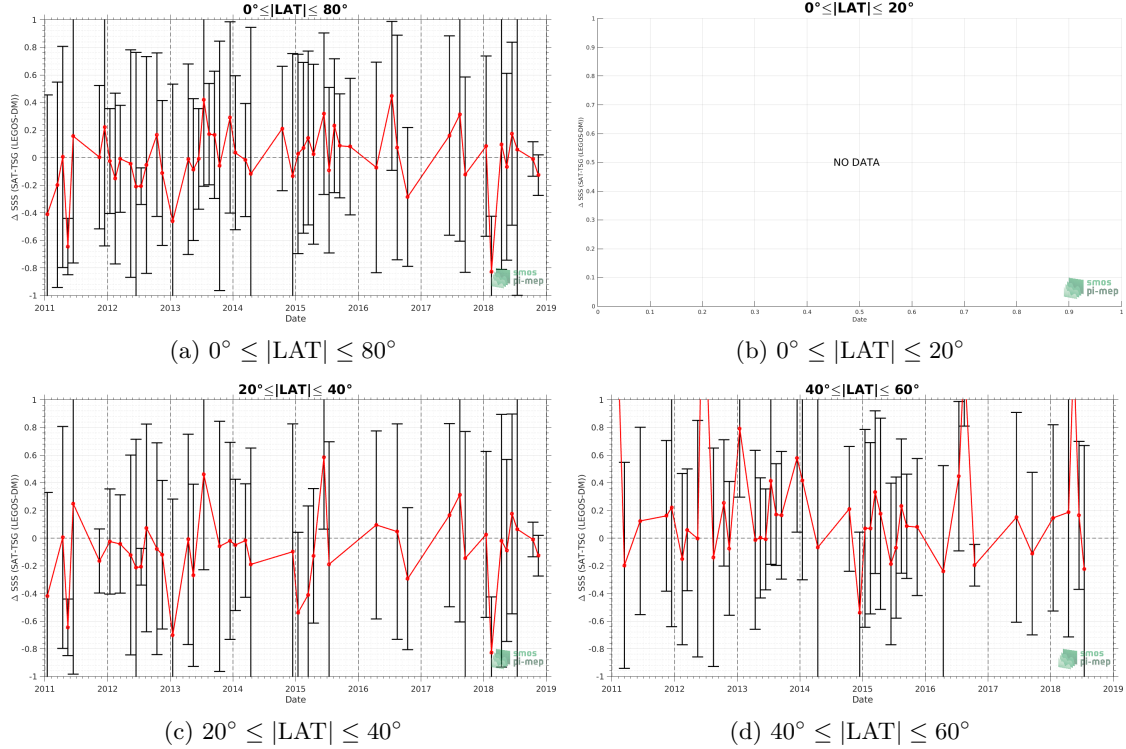 0°≤|LAT|≤ 80°
Δ SSS (SAT-TSG (LEGOS-DM))
1
0.8
0.6
0.4
0.2
0
-0.2
-0.4
-0.6
-0.8
-1
2011 2012 2013 2014 2015 2016 2017 2018 2019
Date
smos
pi-mep
(a) 0° ≤ |LAT| ≤ 80°
0°≤|LAT|≤ 20°
Δ SSS (SAT-TSG (LEGOS-DM))
1
0.9
0.8
0.7
0.6
0.5
0.4
0.3
0.2
0.1
0
NO DATA
0 0.1 0.2 0.3 0.4 0.5 0.6 0.7 0.8 0.9 1
Date
smos
pi-mep
(b) 0° ≤ |LAT| ≤ 20°
20°≤|LAT|≤ 40°
Δ SSS (SAT-TSG (LEGOS-DM))
1
0.8
0.6
0.4
0.2
0
-0.2
-0.4
-0.6
-0.8
-1
2011 2012 2013 2014 2015 2016 2017 2018 2019
Date
smos
pi-mep
(c) 20° ≤ |LAT| ≤ 40°
40°≤|LAT|≤ 60°
Δ SSS (SAT-TSG (LEGOS-DM))
1
0.8
0.6
0.4
0.2
0
-0.2
-0.4
-0.6
-0.8
-1
2011 2012 2013 2014 2015 2016 2017 2018 2019
Date
smos
pi-mep
(d) 40° ≤ |LAT| ≤ 60°